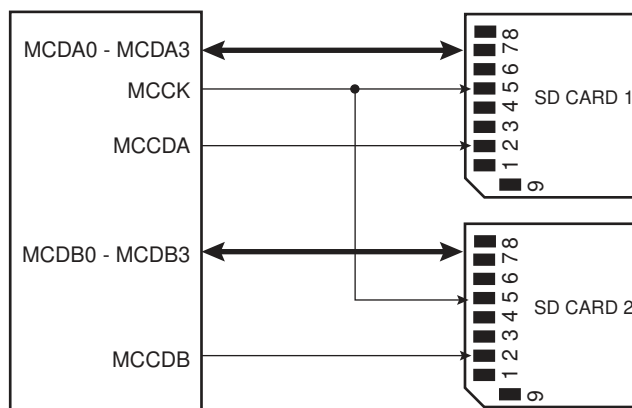 MCDA0 - MCDA3
MCCK
MCCDA
MCDB0 - MCDB3
MCCDB
1 2 3 4 5 6 7 8
9
SD CARD 1
1 2 3 4 5 6 7 8
9
SD CARD 2